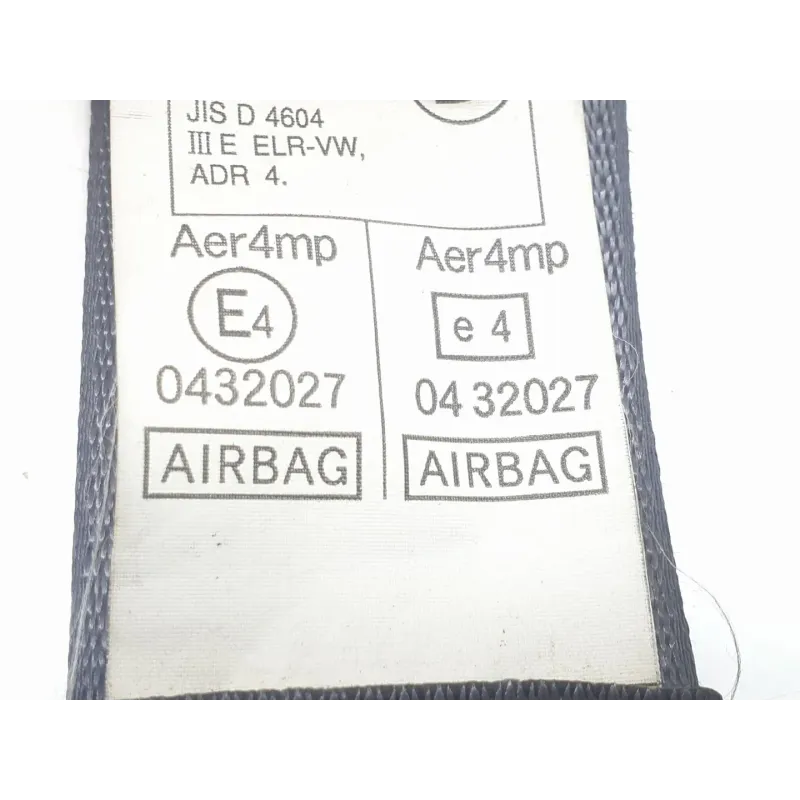 JIS D 4604
III E ELR-VW,
ADR 4.
Aer4mp
E4
0432027
AIRBAG
Aer4mp
e 4
04 32027
AIRBAG